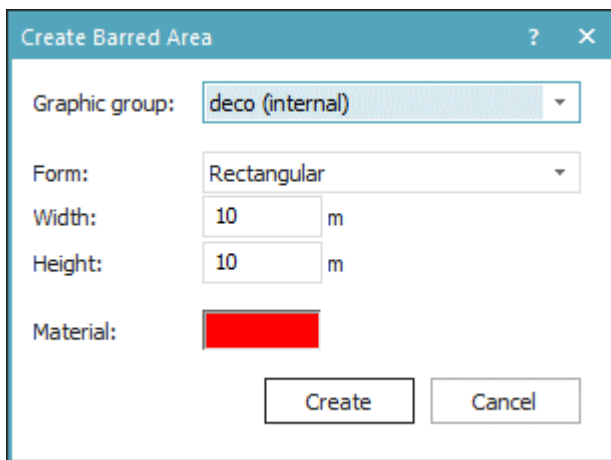 Create Barred Area ?
Graphic group: deco (internal)
Form: Rectangular
Width: 10 m
Height: 10 m
Material:
Create Cancel